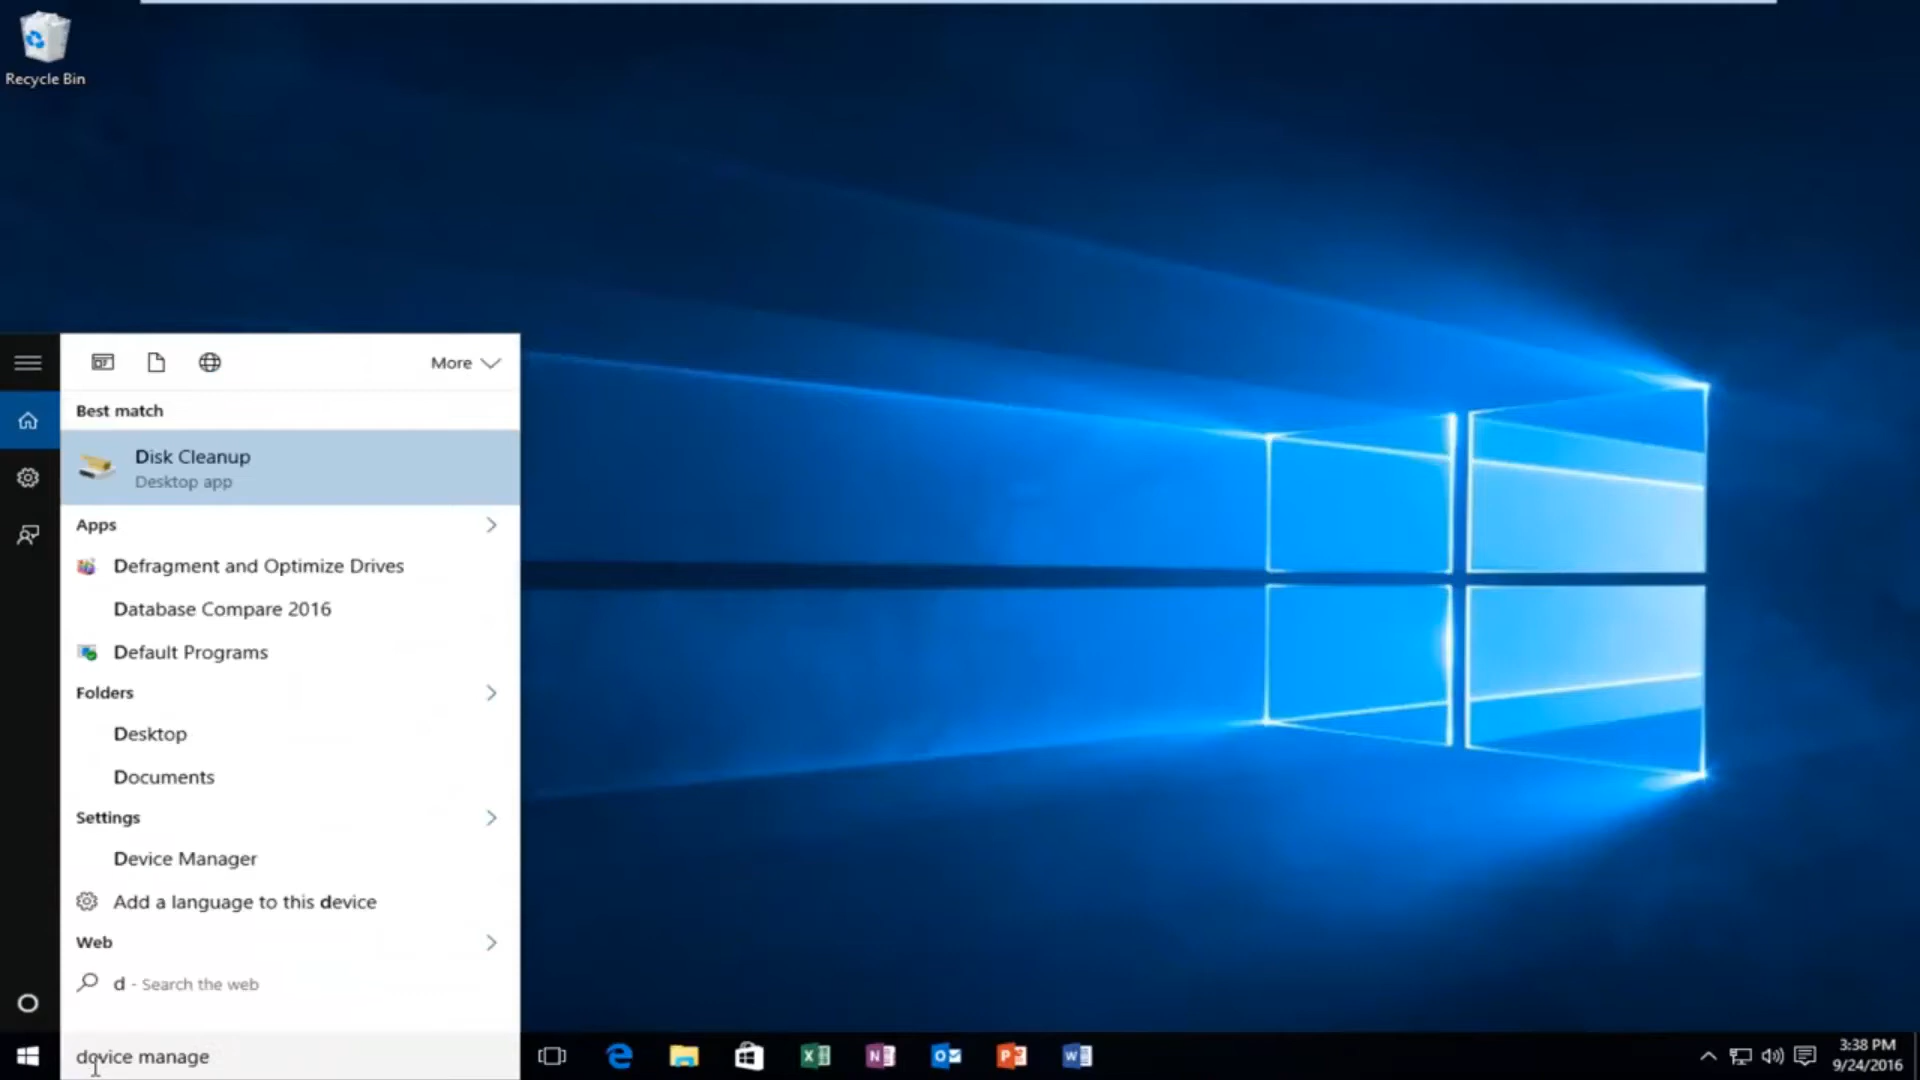 Recycle Bin
More
Best match
Disk Cleanup
Desktop app
Apps
Defragment and Optimize Drives
Database Compare 2016
Default Programs
Folders
Desktop
Documents
Settings
Device Manager
Add a language to this device
Web
d - Search the web
device manage
3:38 PM
9/24/2016